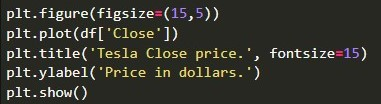 plt.figure(figsize=(15,5))
plt.plot(df['Close'])
plt.title('Tesla Close price.', fontsize=15)
plt.ylabel('Price in dollars.')
plt.show()